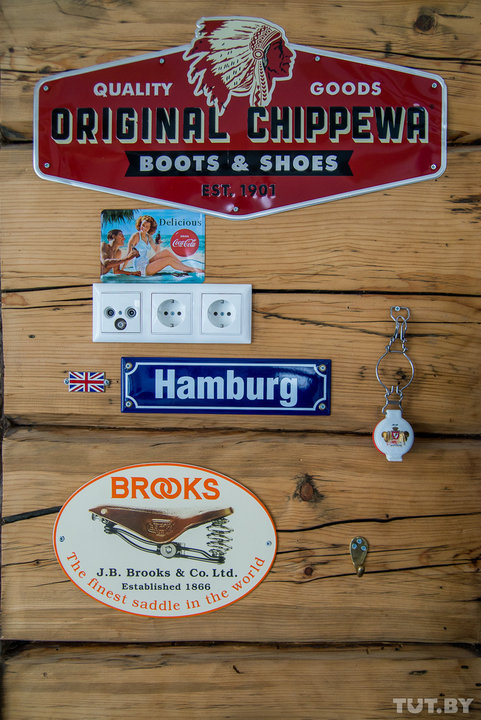 QUALITY GOODS
ORIGINAL CHIPPEWA
BOOTS & SHOES
EST. 1901
Delicious
DRINK
Coca-Cola
Hamburg
BROOKS
J.B. Brooks & Co. Ltd.
Established 1866
The finest saddle in the world
TUT.BY